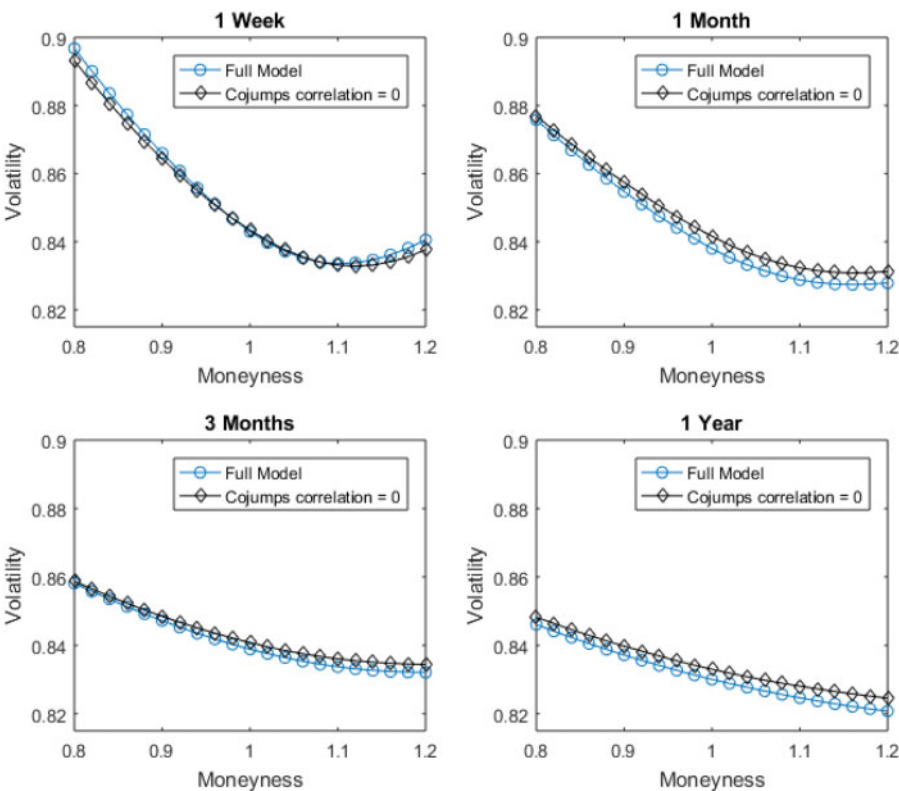 1 Week
0.9
0.88
0.86
0.84
0.82
0.8 0.9 1 1.1 1.2
Volatility
Moneyness
Full Model
Cojumps correlation = 0
1 Month
0.9
0.88
0.86
0.84
0.82
0.8 0.9 1 1.1 1.2
Volatility
Moneyness
Full Model
Cojumps correlation = 0
3 Months
0.9
0.88
0.86
0.84
0.82
0.8 0.9 1 1.1 1.2
Volatility
Moneyness
Full Model
Cojumps correlation = 0
1 Year
0.9
0.88
0.86
0.84
0.82
0.8 0.9 1 1.1 1.2
Volatility
Moneyness
Full Model
Cojumps correlation = 0